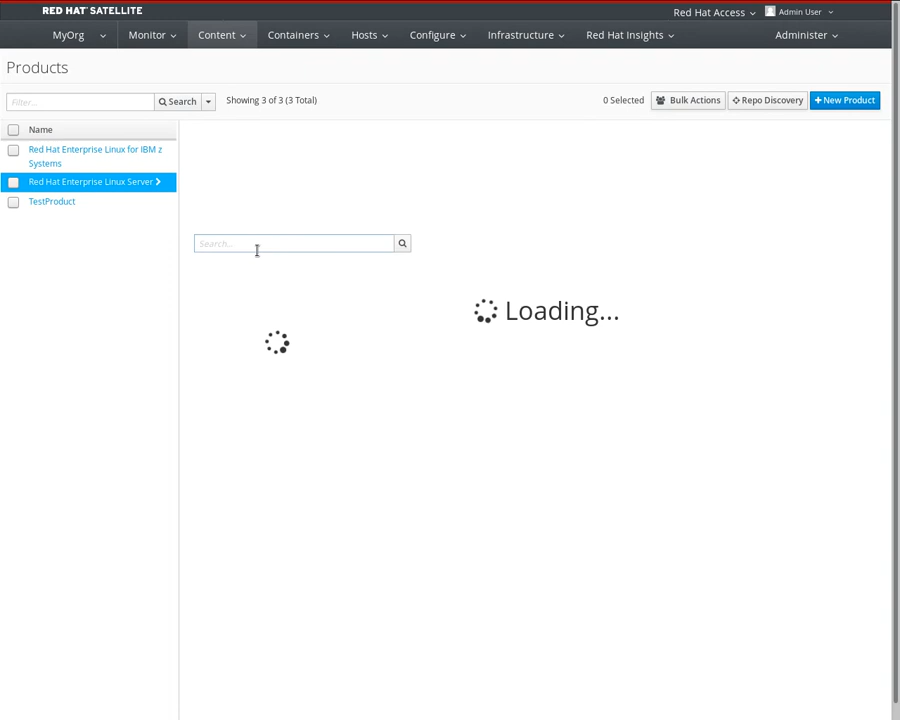 RED HAT SATELLITE
Red Hat Access
Admin User
MyOrg
Monitor
Content
Containers
Hosts
Configure
Infrastructure
Red Hat Insights
Administer
Products
Filter...
Search
Showing 3 of 3 (3 Total)
0 Selected
Bulk Actions
Repo Discovery
+New Product
Name
Red Hat Enterprise Linux for IBM z
Systems
Red Hat Enterprise Linux Server
TestProduct
Search...
Loading...